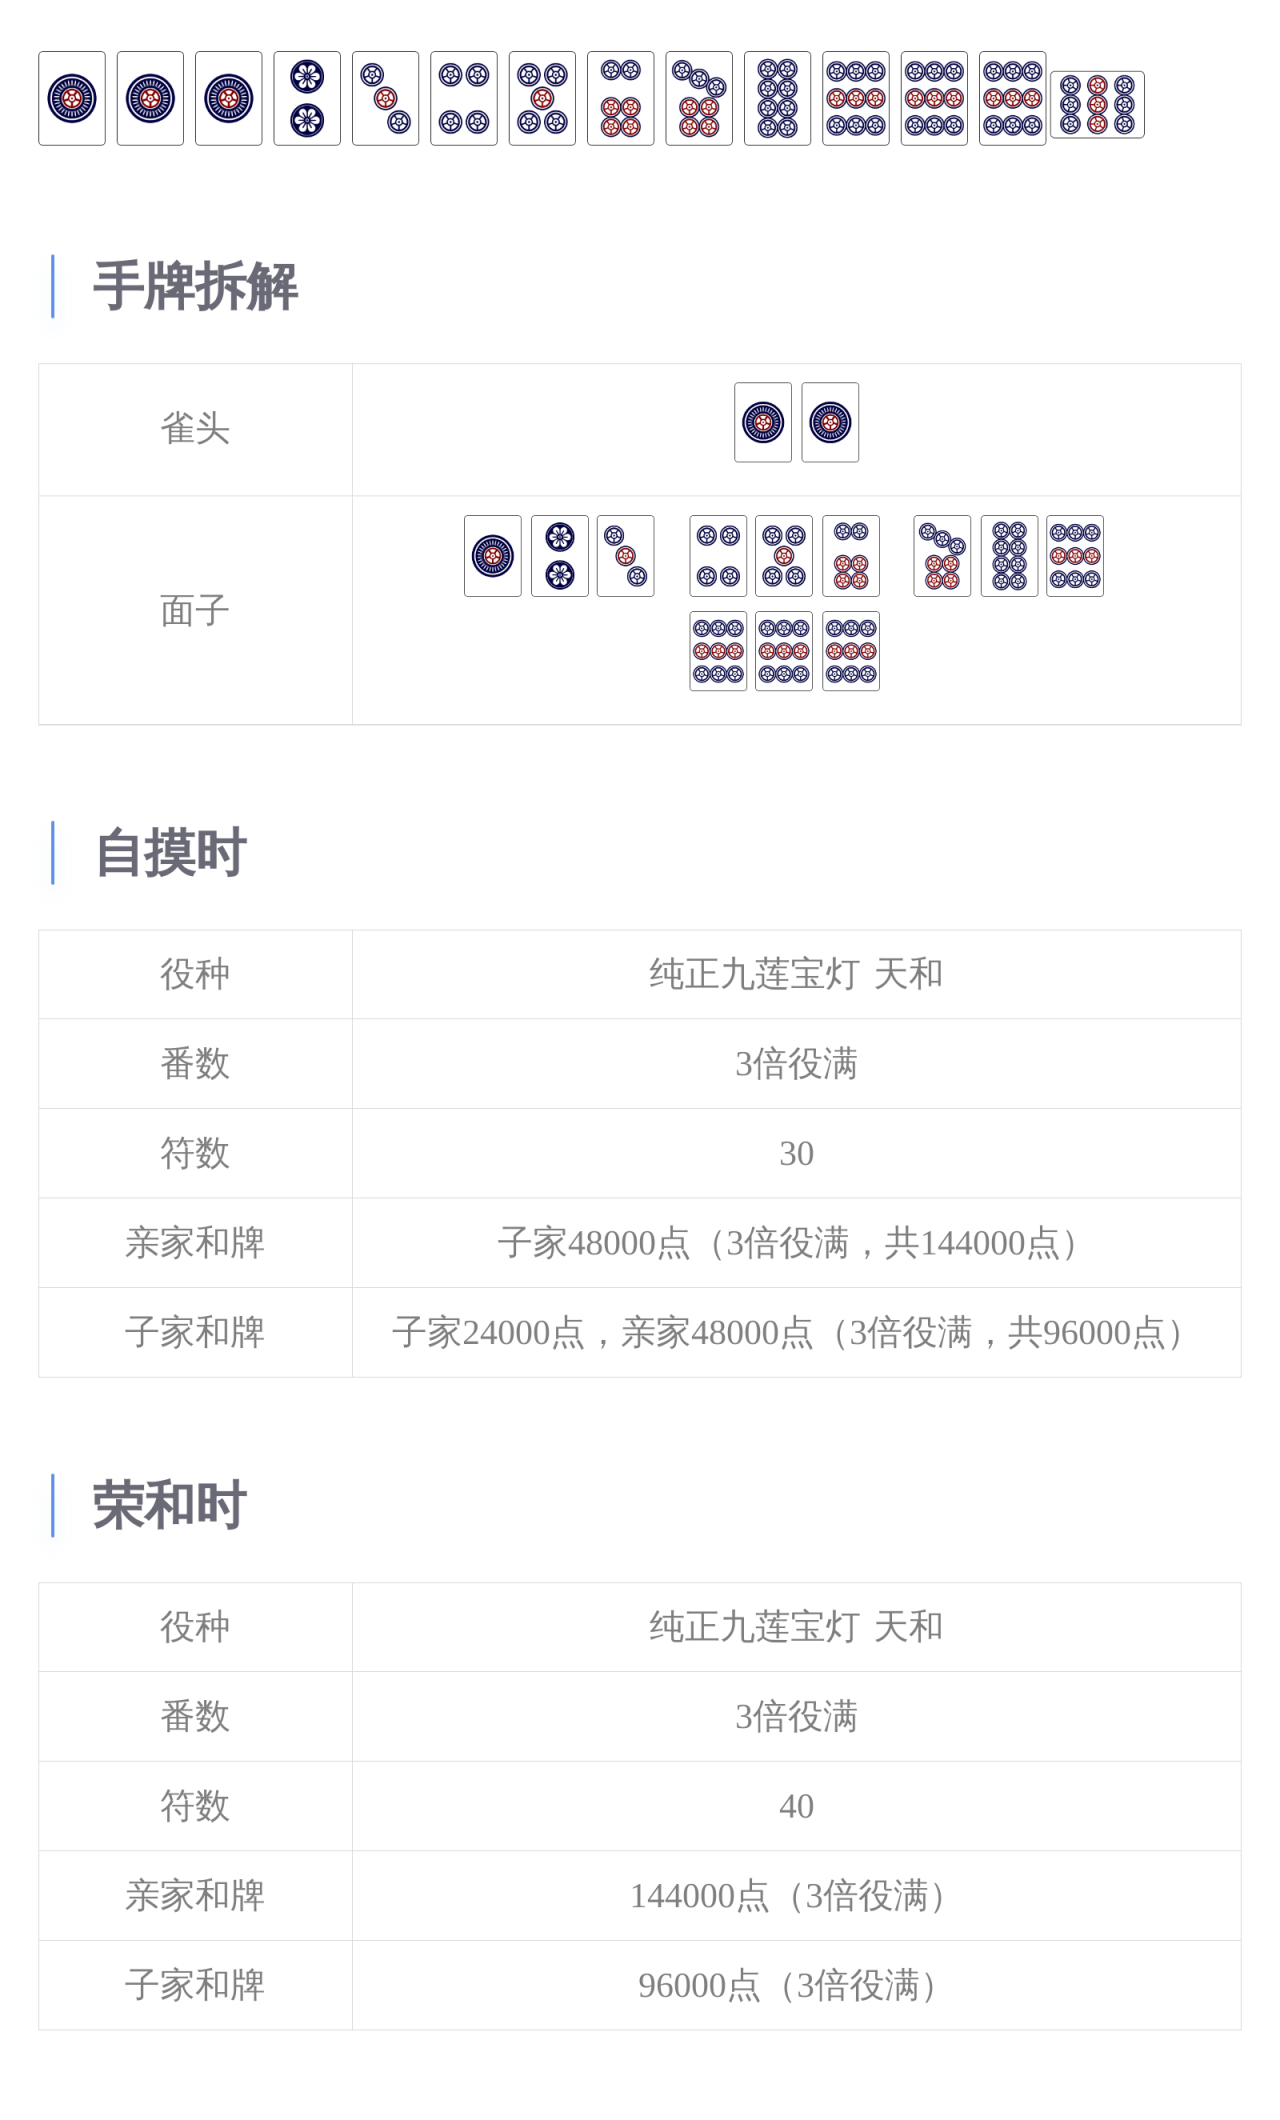 手牌拆解
雀头
面子
自摸时
役种 纯正九莲宝灯 天和
番数 3倍役满
符数 30
亲家和牌 子家48000点（3倍役满，共144000点）
子家和牌 子家24000点，亲家48000点（3倍役满，共96000点）
荣和时
役种 纯正九莲宝灯 天和
番数 3倍役满
符数 40
亲家和牌 144000点（3倍役满）
子家和牌 96000点（3倍役满）